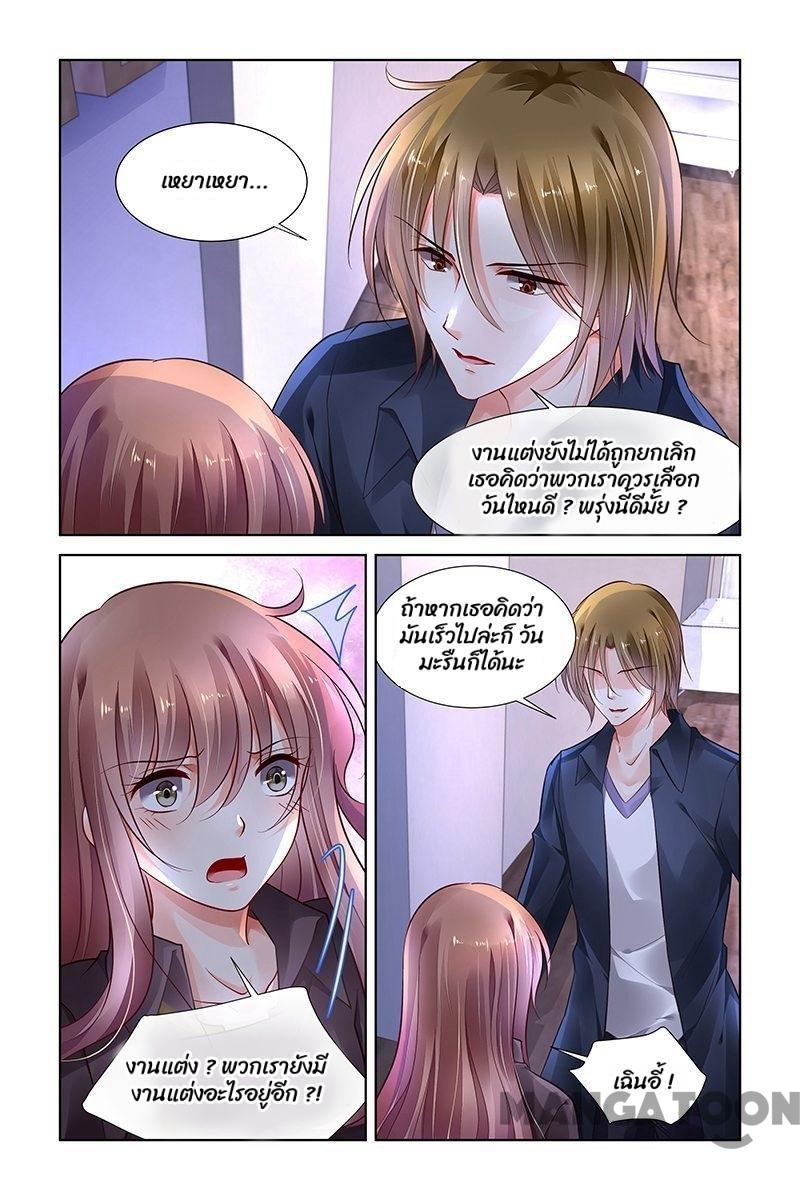 เหยาเหยา...
งานแต่งยังไม่ได้ถูกยกเลิก
เธอคิดว่าพวกเราควรเลือก
วันไหนดี ? พรุ่งนี้ดีมั้ย ?
ถ้าหากเธอคิดว่า
มันเร็วไปล่ะก็ วัน
มะรืนก็ได้นะ
งานแต่ง ? พวกเรายังมี
งานแต่งอะไรอยู่อีก ?!
เฉินอี้ !
MANGATOON